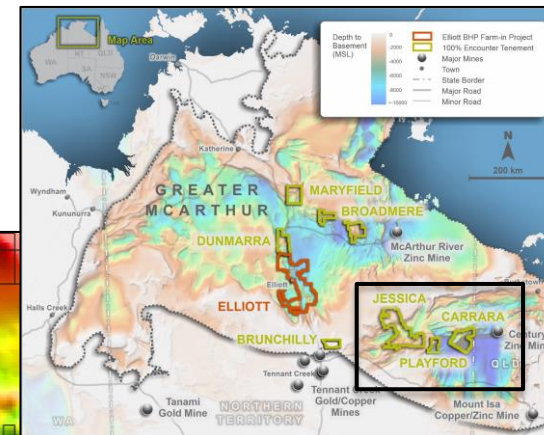 Map Area
WA
NT
QLD
SA
NSW
Depth to
Basement
(MSL)
0
-2000
-4000
-6000
-8000
-10000
Elliott BHP Farm-in Project
100% Encounter Tenement
Major Mines
Town
State Border
Major Road
Minor Road
N
200 km
Darwin
Katherine
Wyndham
Kununurra
GREATER
MCARTHUR
MARYFIELD
BROADMERE
DUNMARRA
McArthur River
Zinc Mine
Halls Creek
Elliott
ELLIOTT
JESSICA
CARRARA
Century
Zinc Mine
PLAYFORD
QLD
BRUNCHILLY
Tennant Creek
Tanami
Gold Mine
Tennant Creek
Gold/Copper
Mines
Mount Isa
Copper/Zinc Mine
NORTHERN
TERRITORY
WA